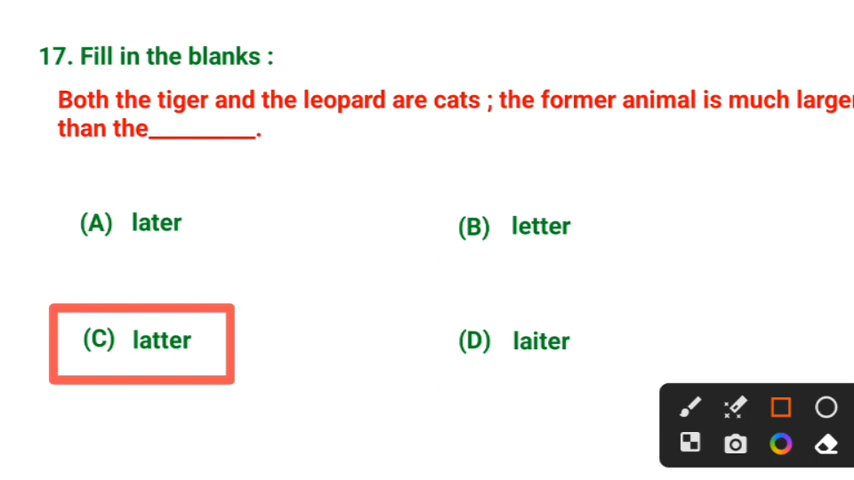 17. Fill in the blanks :
Both the tiger and the leopard are cats ; the former animal is much large
than the_________.
(A) later
(B) letter
(C) latter
(D) laiter